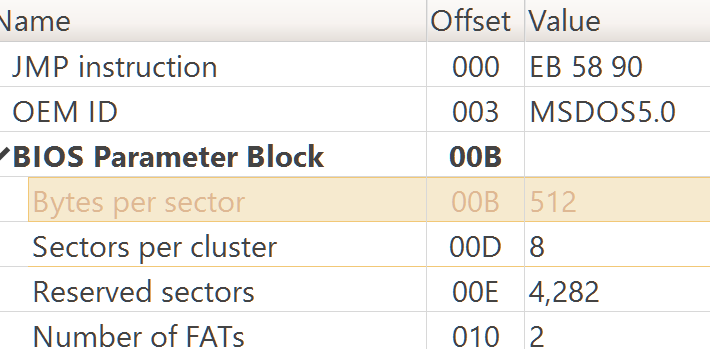 Name Offset Value
JMP instruction 000 EB 58 90
OEM ID 003 MSDOS5.0
BIOS Parameter Block 00B
Bytes per sector 00B 512
Sectors per cluster 00D 8
Reserved sectors 00E 4,282
Number of FATs 010 2